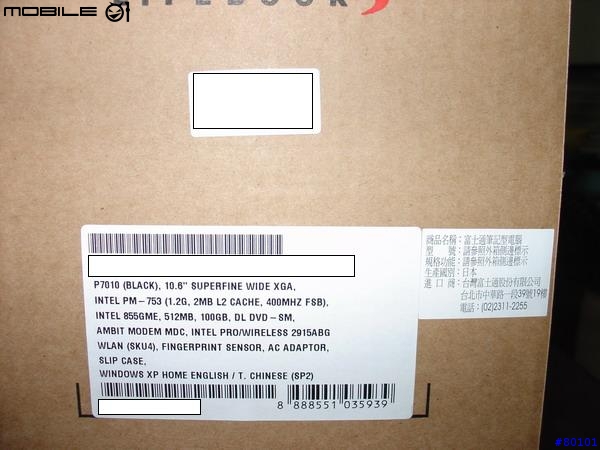 MOBILE01
LIFEBOOK
P7010 (BLACK), 10.6" SUPERFINE WIDE XGA,
INTEL PM-753 (1.2G, 2MB L2 CACHE, 400MHZ FSB),
INTEL 855GME, 512MB, 100GB, DL DVD-SM,
AMBIT MODEM MDC, INTEL PRO/WIRELESS 2915ABG
WLAN (SKU4), FINGERPRINT SENSOR, AC ADAPTOR,
SLIP CASE,
WINDOWS XP HOME ENGLISH / T. CHINESE (SP2)
8 888551 035939
商品名稱：富士通筆記型電腦
型　　號：請參照外箱側邊標示
規格功能：請參照外箱側邊標示
生產國別：日本
進 口 商：台灣富士通股份有限公司
台北市中華路一段39號19樓
電話：(02)2311-2255
#80101